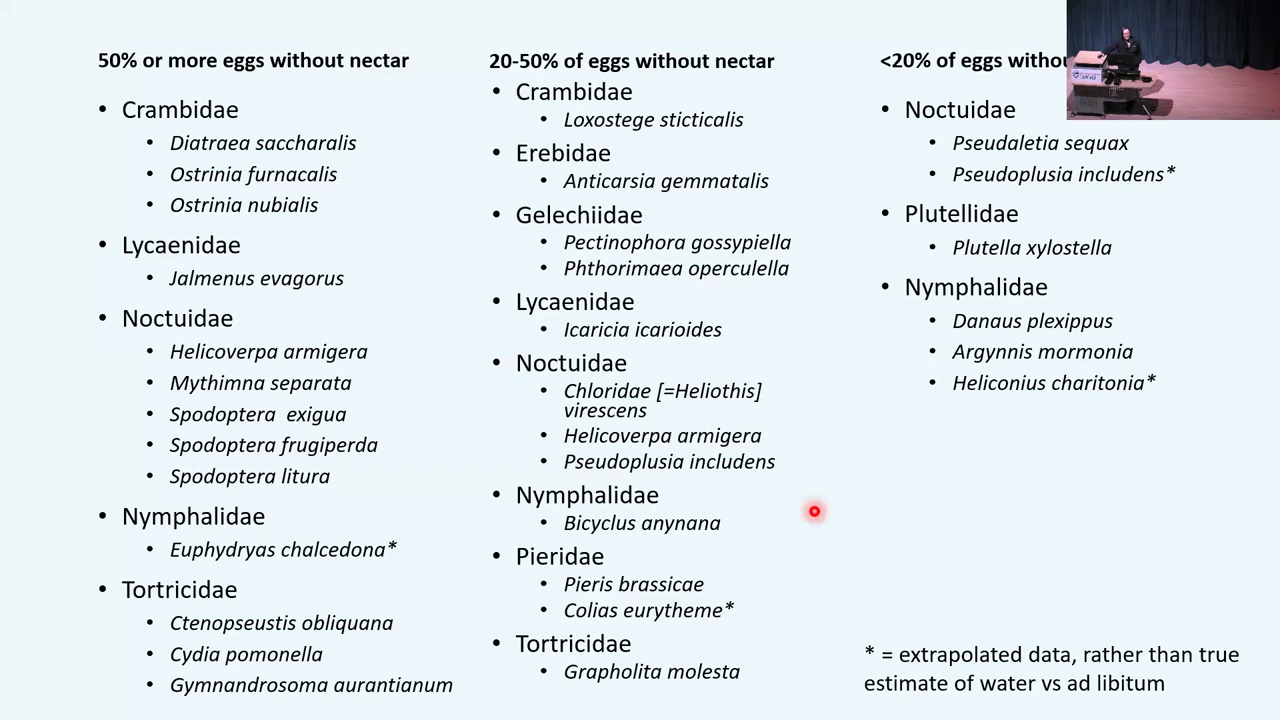 50% or more eggs without nectar
• Crambidae
• Diatraea saccharalis
• Ostrinia furnacalis
• Ostrinia nubialis
• Lycaenidae
• Jalmenus evagorus
• Noctuidae
• Helicoverpa armigera
• Mythimna separata
• Spodoptera  exigua
• Spodoptera frugiperda
• Spodoptera litura
• Nymphalidae
• Euphydryas chalcedona*
• Tortricidae
• Ctenopseustis obliquana
• Cydia pomonella
• Gymnandrosoma aurantianum
20-50% of eggs without nectar
• Crambidae
• Loxostege sticticalis
• Erebidae
• Anticarsia gemmatalis
• Gelechiidae
• Pectinophora gossypiella
• Phthorimaea operculella
• Lycaenidae
• Icaricia icarioides
• Noctuidae
• Chloridae [=Heliothis]
virescens
• Helicoverpa armigera
• Pseudoplusia includens
• Nymphalidae
• Bicyclus anynana
• Pieridae
• Pieris brassicae
• Colias eurytheme*
• Tortricidae
• Grapholita molesta
<20% of eggs withou
• Noctuidae
• Pseudaletia sequax
• Pseudoplusia includens*
• Plutellidae
• Plutella xylostella
• Nymphalidae
• Danaus plexippus
• Argynnis mormonia
• Heliconius charitonia*
* = extrapolated data, rather than true
estimate of water vs ad libitum